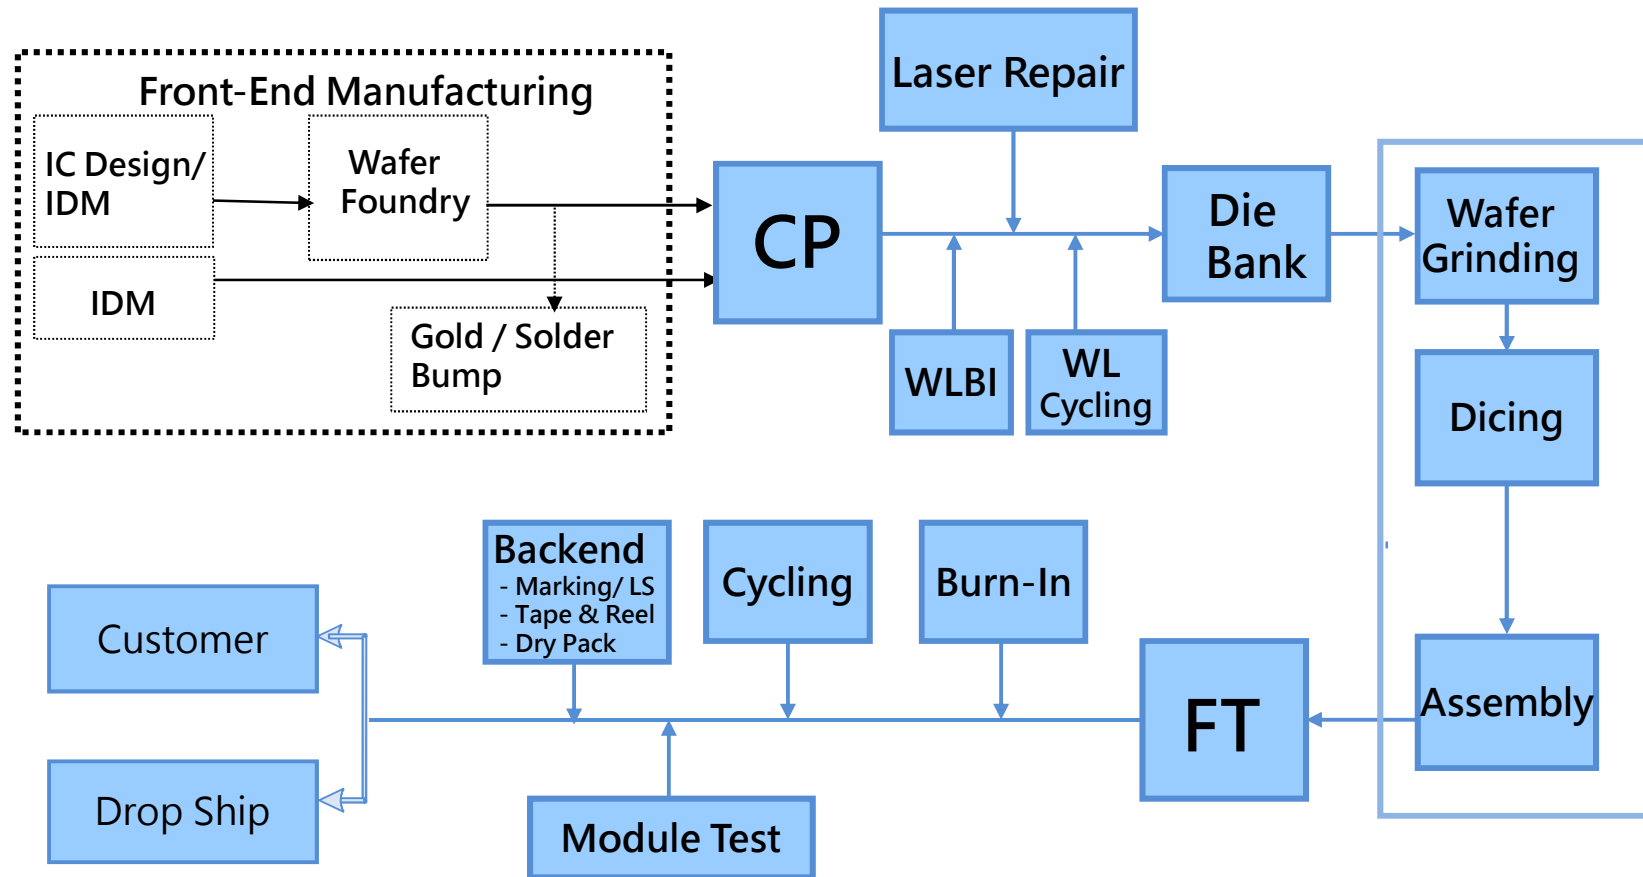 Front-End Manufacturing
IC Design/
IDM
Wafer
Foundry
IDM
Gold / Solder
Bump
CP
Laser Repair
WLBI
WL
Cycling
Die
Bank
Wafer
Grinding
Dicing
Assembly
FT
Burn-In
Cycling
Backend
- Marking/ LS
- Tape & Reel
- Dry Pack
Module Test
Customer
Drop Ship